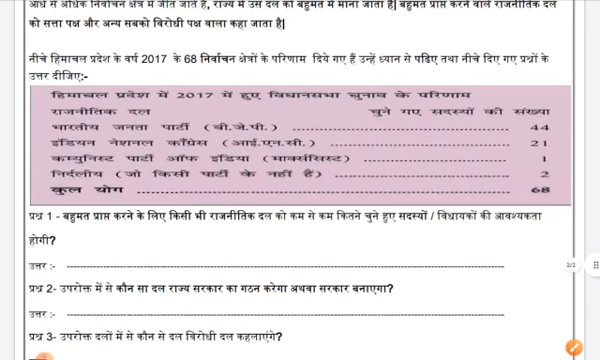 आधे से अधिक निर्वाचन क्षेत्र में जीत जाते है, राज्य में उस दल को बहुमत में माना जाता है| बहुमत प्राप्त करने वाले राजनीतिक दल
को सत्ता पक्ष और अन्य सबको विरोधी पक्ष वाला कहा जाता है|
नीचे हिमाचल प्रदेश के वर्ष 2017 के 68 निर्वाचन क्षेत्रों के परिणाम दिये गए हैं उन्हें ध्यान से पढिए तथा नीचे दिए गए प्रश्नों के
उत्तर दीजिए:-
हिमाचल प्रदेश में 2017 में हुए विधानसभा चुनाव के परिणाम
राजनीतिक दल चुने गए सदस्यों की संख्या
भारतीय जनता पार्टी (बी.जे.पी.) 44
इंडियन नेशनल काँग्रेस (आई.एन.सी.) 21
कम्युनिस्ट पार्टी ऑफ इंडिया (मार्क्ससिस्ट) 1
निर्दलीय (जो किसी पार्टी के नहीं हैं) 2
कुल योग 68
प्रश्न 1 - बहुमत प्राप्त करने के लिए किसी भी राजनीतिक दल को कम से कम कितने चुने हुए सदस्यों / विधायकों की आवश्यकता
होगी?
उत्तर :-
2/2
प्रश्न 2- उपरोक्त में से कौन सा दल राज्य सरकार का गठन करेगा अथवा सरकार बनाएगा?
उत्तर :-
प्रश्न 3- उपरोक्त दलों में से कौन से दल विरोधी दल कहलाएंगे?